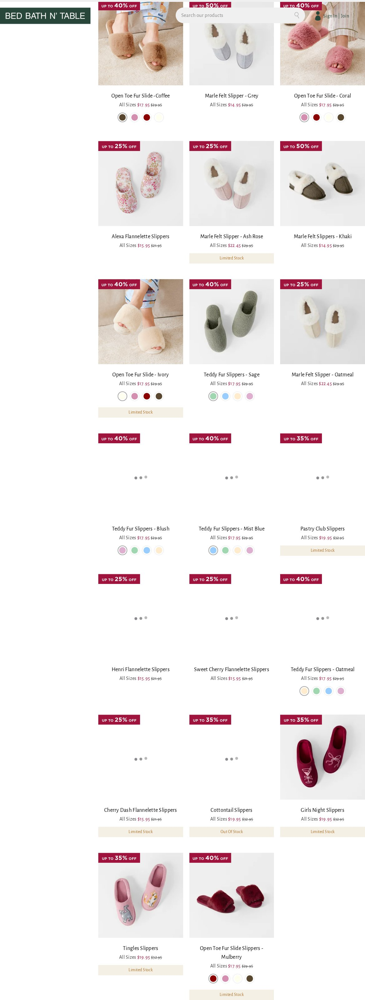 BED BATH N' TABLE
Search our products
Sign In | Join
UP TO 40% OFF
UP TO 50% OFF
UP TO 40% OFF
Open Toe Fur Slide -Coffee
All Sizes $17.95 $29.95
Marle Felt Slipper - Grey
All Sizes $14.95 $29.95
Open Toe Fur Slide - Coral
All Sizes $17.95 $29.95
UP TO 25% OFF
UP TO 25% OFF
UP TO 50% OFF
Alexa Flannelette Slippers
All Sizes $15.95 $21.95
Marle Felt Slipper - Ash Rose
All Sizes $22.45 $29.95
Limited Stock
Marle Felt Slippers - Khaki
All Sizes $14.95 $29.95
UP TO 40% OFF
UP TO 40% OFF
UP TO 25% OFF
Open Toe Fur Slide - Ivory
All Sizes $17.95 $29.95
Limited Stock
Teddy Fur Slippers - Sage
All Sizes $17.95 $29.95
Marle Felt Slipper - Oatmeal
All Sizes $22.45 $29.95
UP TO 40% OFF
UP TO 40% OFF
UP TO 35% OFF
Teddy Fur Slippers - Blush
All Sizes $17.95 $29.95
Teddy Fur Slippers - Mist Blue
All Sizes $17.95 $29.95
Pastry Club Slippers
All Sizes $19.95 $32.95
Limited Stock
UP TO 25% OFF
UP TO 25% OFF
UP TO 40% OFF
Henri Flannelette Slippers
All Sizes $15.95 $21.95
Sweet Cherry Flannelette Slippers
All Sizes $15.95 $21.95
Teddy Fur Slippers - Oatmeal
All Sizes $17.95 $29.95
UP TO 25% OFF
UP TO 35% OFF
UP TO 35% OFF
Cherry Dash Flannelette Slippers
All Sizes $15.95 $21.95
Limited Stock
Cottontail Slippers
All Sizes $19.95 $32.95
Out Of Stock
Girls Night Slippers
All Sizes $19.95 $32.95
Limited Stock
UP TO 35% OFF
UP TO 40% OFF
Tingles Slippers
All Sizes $19.95 $32.95
Limited Stock
Open Toe Fur Slide Slippers -
Mulberry
All Sizes $17.95 $29.95
Limited Stock